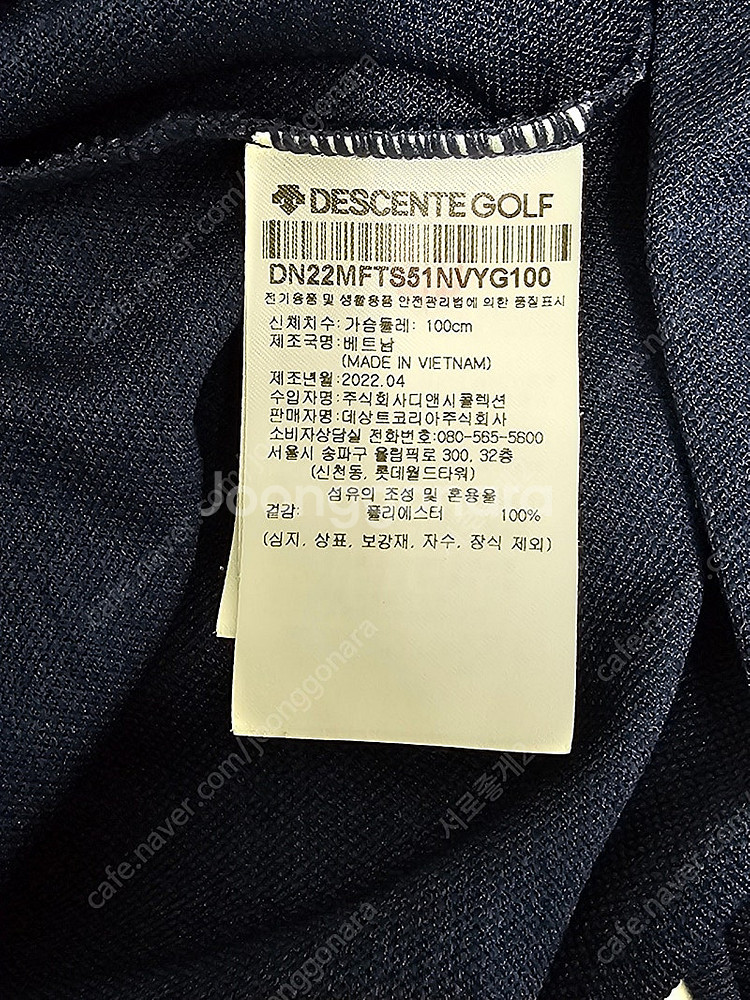 DESCENTE GOLF
DN22MFTS51NVYG100
전기용품 및 생활용품 안전관리법에 의한 품질표시
신체치수: 가슴둘레: 100cm
제조국명: 베트남
(MADE IN VIETNAM)
제조년월: 2022.04
수입자명: 주식회사디앤시콜렉션
판매자명: 데상트코리아주식회사
소비자상담실 전화번호:080-565-5600
서울시 송파구 올림픽로 300, 32층
(신천동, 롯데월드타워)
섬유의 조성 및 혼용율
겉감: 폴리에스터 100%
(심지, 상표, 보강재, 자수, 장식 제외)
Joonggonara
cafe.naver.com/joonggonara